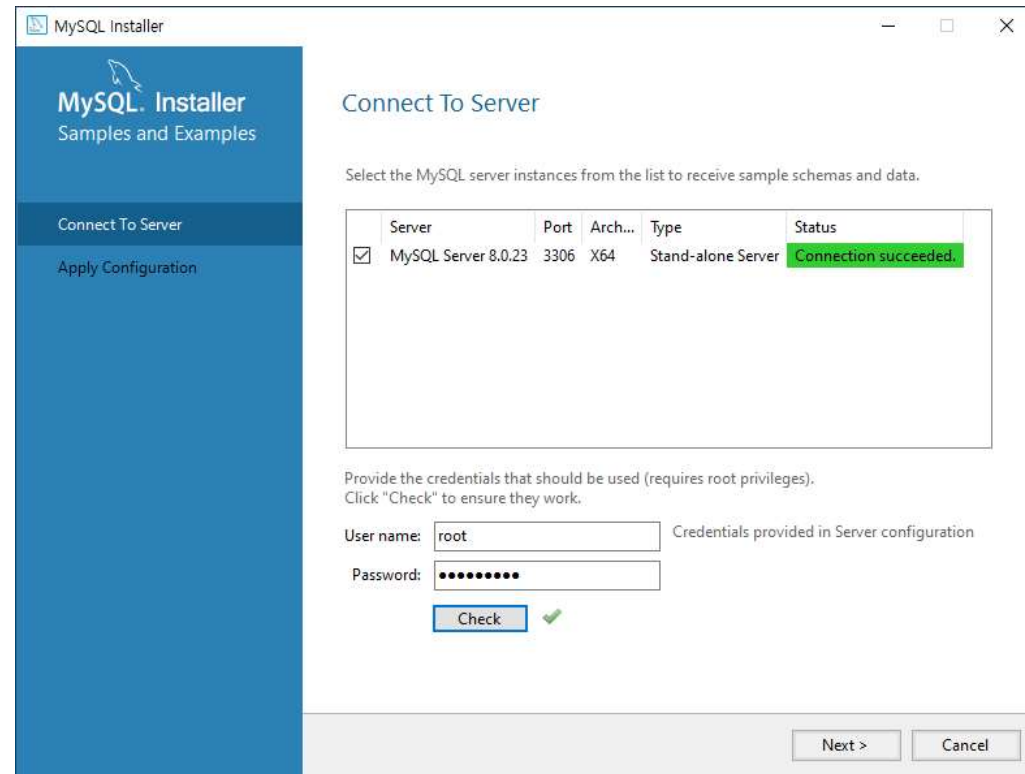 MySQL Installer
MySQL. Installer
Samples and Examples
Connect To Server
Apply Configuration
Connect To Server
Select the MySQL server instances from the list to receive sample schemas and data.
Server Port Arch... Type Status
MySQL Server 8.0.23 3306 X64 Stand-alone Server Connection succeeded.
Provide the credentials that should be used (requires root privileges).
Click "Check" to ensure they work.
User name: root Credentials provided in Server configuration
Password: ●●●●●●●●●
Check
Next > Cancel